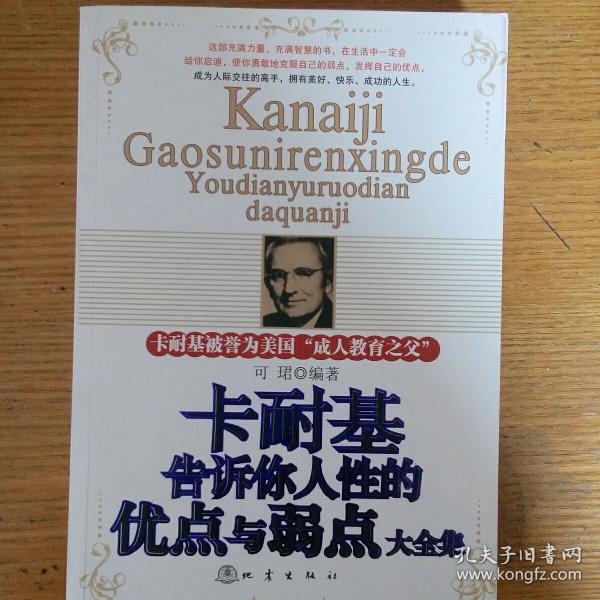 这部充满力量、充满智慧的书，在生活中一定会
给你启迪，使你勇敢地克服自己的弱点，发挥自己的优点，
成为人际交往的高手，拥有美好、快乐、成功的人生。
Kanaiji
Gaosunirenxingde
Youdianyuruodian
daquanji
卡耐基被誉为美国“成人教育之父”
可 珺◎编著
卡耐基
告诉你人性的
优点与弱点大全集
地震出版社
孔夫子旧书网
www.kongfz.com